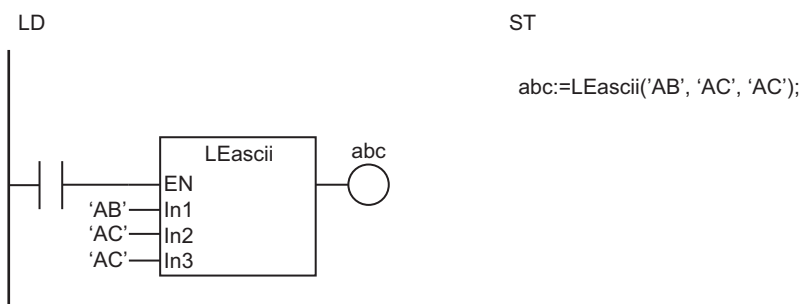 LD
ST
abc:=LEascii('AB', 'AC', 'AC');
LEascii
abc
EN
‘AB’ In1
‘AC’ In2
‘AC’ In3